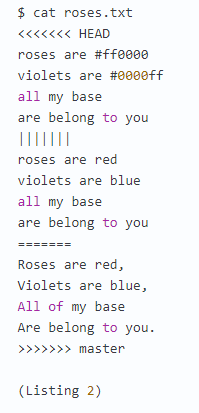 $ cat roses.txt
<<<<<<< HEAD
roses are #ff0000
violets are #0000ff
all my base
are belong to you
|||||||
roses are red
violets are blue
all my base
are belong to you
=======
Roses are red,
Violets are blue,
All of my base
Are belong to you.
>>>>>>> master
(Listing 2)